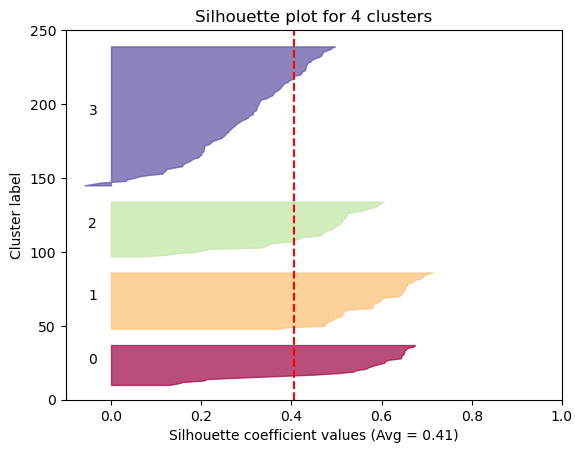 Silhouette plot for 4 clusters
250
200
150
100
50
0
Cluster label
3
2
1
0
0.0 0.2 0.4 0.6 0.8 1.0
Silhouette coefficient values (Avg = 0.41)